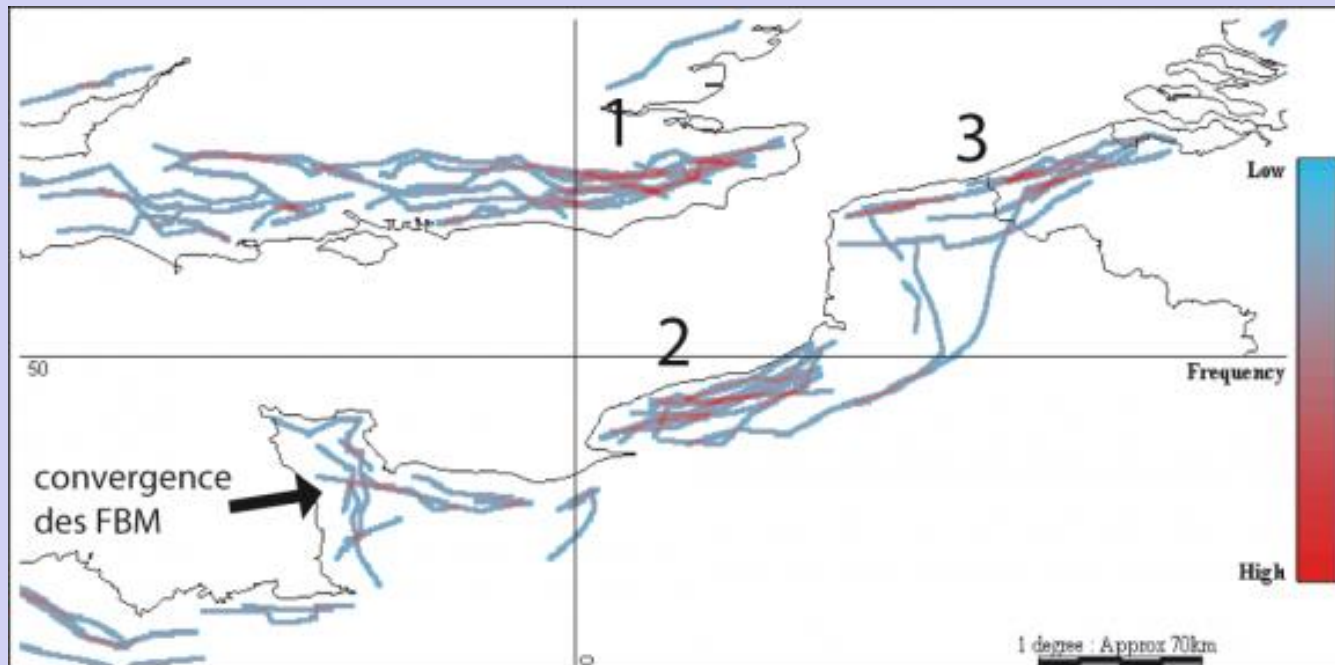 1
3
Low
2
50
Frequency
convergence
des FBM
High
1 degree : Approx 70km
0